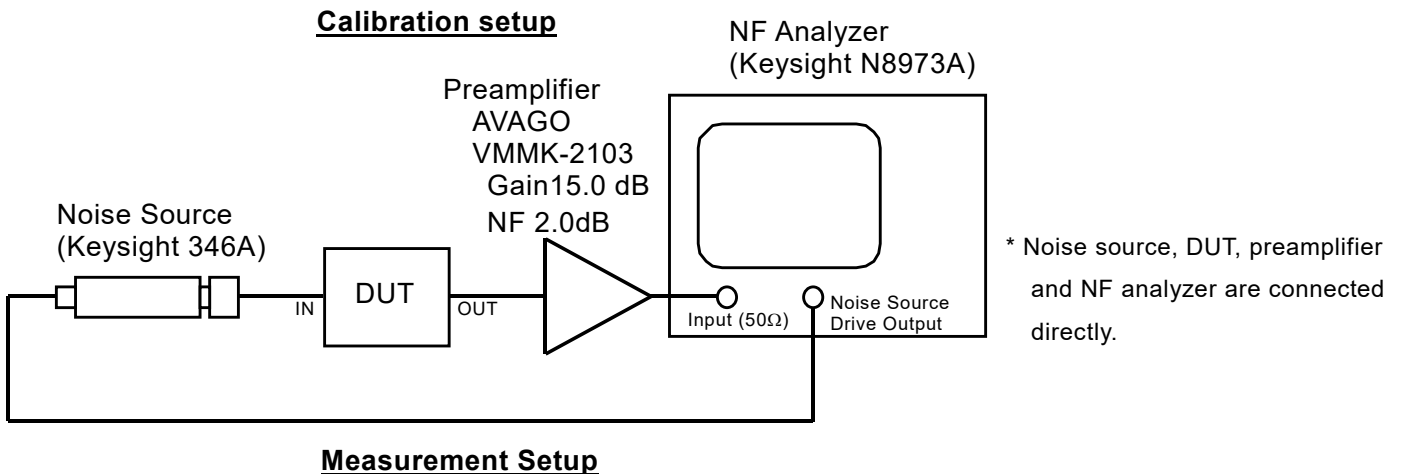 Calibration setup
NF Analyzer
(Keysight N8973A)
Preamplifier
AVAGO
VMMK-2103
Gain15.0 dB
NF 2.0dB
Noise Source
(Keysight 346A)
DUT
IN
OUT
Input (50Ω)
Noise Source
Drive Output
* Noise source, DUT, preamplifier
and NF analyzer are connected
directly.
Measurement Setup